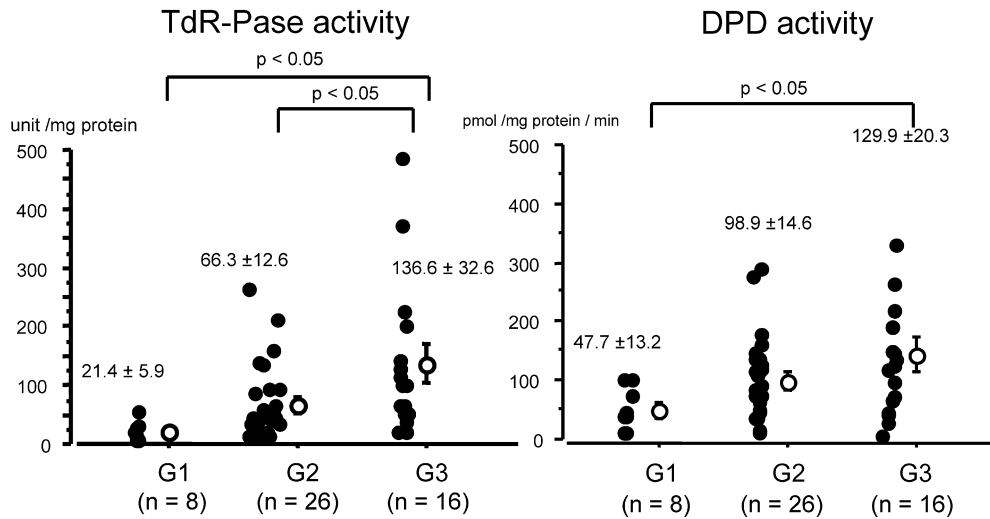 TdR-Pase activity
p < 0.05
p < 0.05
unit /mg protein
500
400
300
200
100
0
21.4 ± 5.9
66.3 ±12.6
136.6 ± 32.6
G1
(n = 8)
G2
(n = 26)
G3
(n = 16)
DPD activity
p < 0.05
pmol /mg protein / min
500
400
300
200
100
0
47.7 ±13.2
98.9 ±14.6
129.9 ±20.3
G1
(n = 8)
G2
(n = 26)
G3
(n = 16)